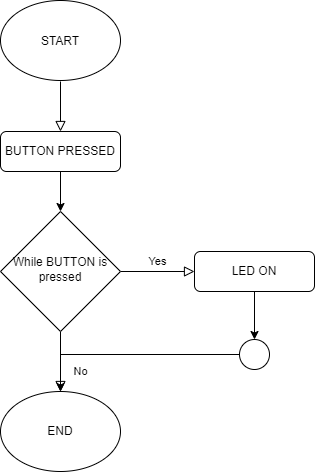 START
BUTTON PRESSED
While BUTTON is
pressed
Yes
LED ON
No
END